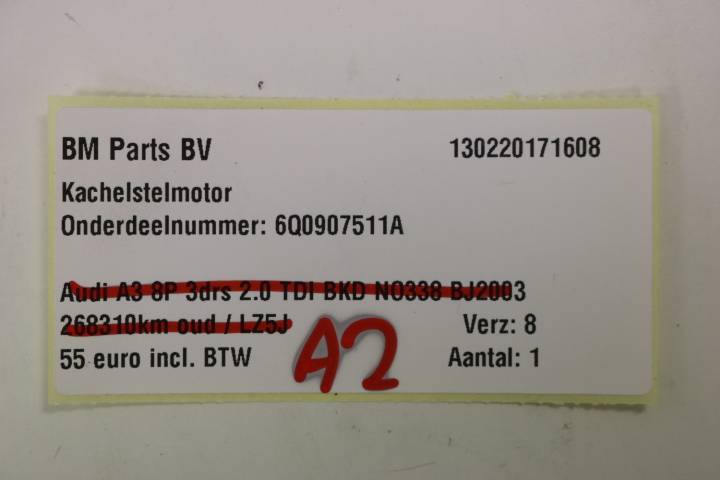 BM Parts BV 130220171608
Kachelstelmotor
Onderdeelnummer: 6Q0907511A
Audi A3 8P 3drs 2.0 TDI BKD NO338 BJ2003
268310km oud / LZ5J Verz: 8
55 euro incl. BTW A2 Aantal: 1